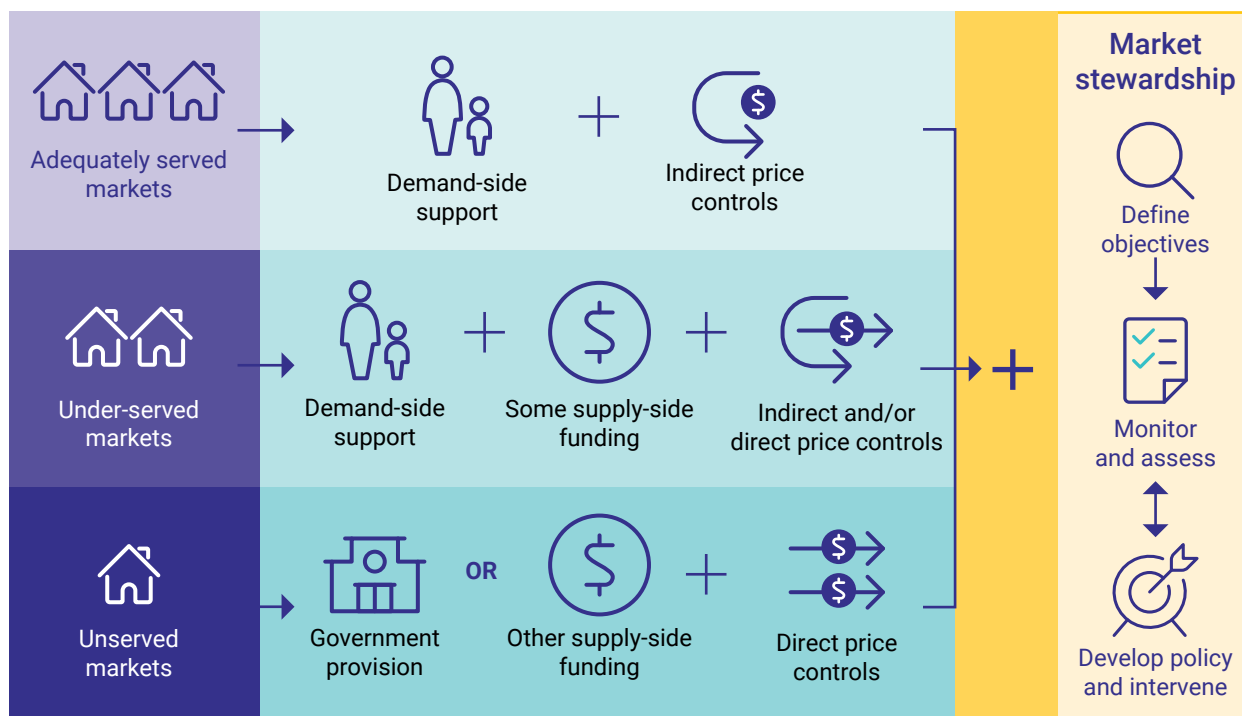 Adequately served
markets
Demand-side
support
+
$
Indirect price
controls
Under-served
markets
Demand-side
support
+
$
Some supply-side
funding
+
$
Indirect and/or
direct price controls
Unserved
markets
Government
provision
OR
$
Other supply-side
funding
+
$
$
Direct price
controls
+
Market
stewardship
Define
objectives
Monitor
and assess
Develop policy
and intervene